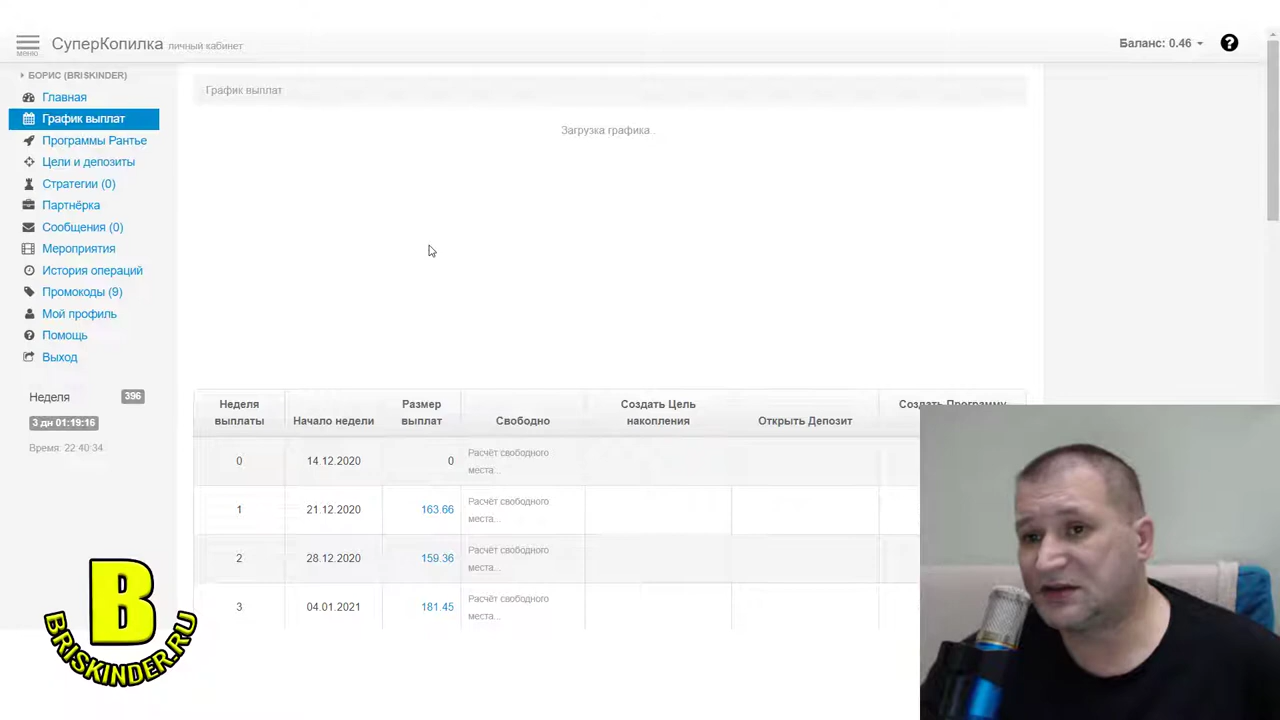 меню
СуперКопилка личный кабинет
Баланс: 0.46
БОРИС (BRISKINDER)
Главная
График выплат
Программы Рантье
Цели и депозиты
Стратегии (0)
Партнёрка
Сообщения (0)
Мероприятия
История операций
Промокоды (9)
Мой профиль
Помощь
Выход
Неделя 396
3 дн 01:19:16
Время: 22:40:34
График выплат
Загрузка графика...
Неделя выплаты
Начало недели
Размер выплат
Свободно
Создать Цель накопления
Открыть Депозит
Создать Программу
0 14.12.2020 0 Расчёт свободного места...
1 21.12.2020 163.66 Расчёт свободного места...
2 28.12.2020 159.36 Расчёт свободного места...
3 04.01.2021 181.45 Расчёт свободного места...
B
BRISKINDER.RU